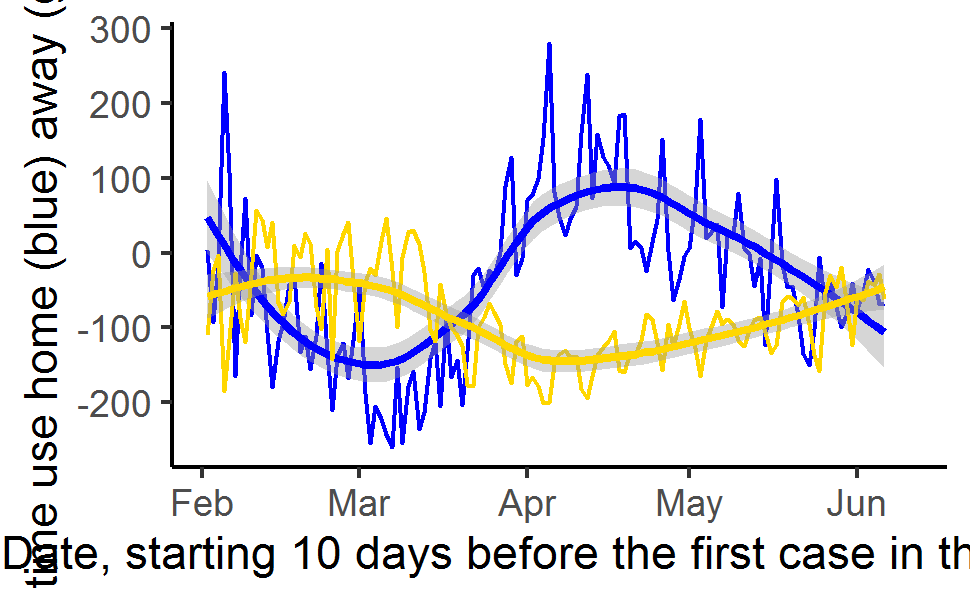 time use home (blue) away (
300
200
100
0
-100
-200
Feb Mar Apr May Jun
Date, starting 10 days before the first case in th